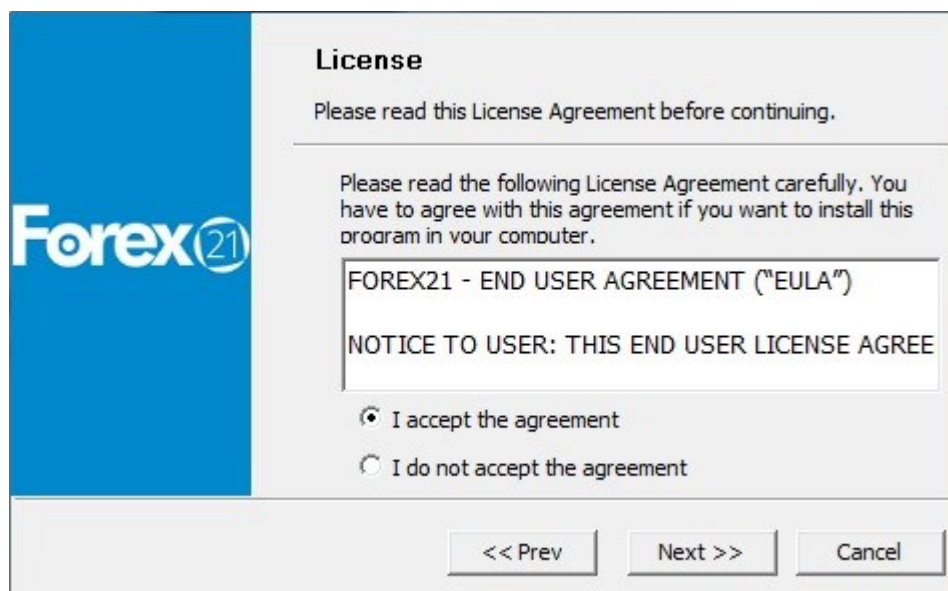 License
Please read this License Agreement before continuing.
Please read the following License Agreement carefully. You
have to agree with this agreement if you want to install this
program in your computer.
Forex21
FOREX21 - END USER AGREEMENT (“EULA”)
NOTICE TO USER: THIS END USER LICENSE AGREE
I accept the agreement
I do not accept the agreement
<< Prev Next >> Cancel